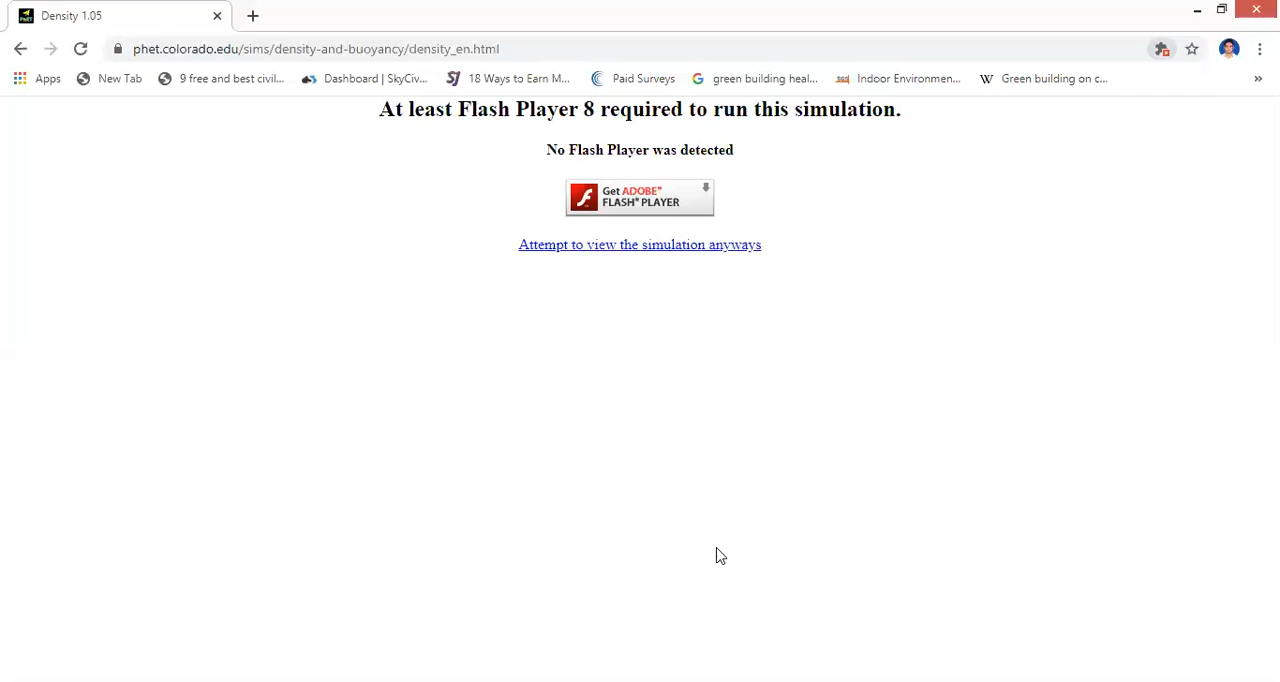 Density 1.05
phet.colorado.edu/sims/density-and-buoyancy/density_en.html
Apps New Tab 9 free and best civil... Dashboard | SkyCiv... 18 Ways to Earn M... Paid Surveys green building heal... Indoor Environmen... Green building on c... »
At least Flash Player 8 required to run this simulation.
No Flash Player was detected
Get ADOBE
FLASH PLAYER
Attempt to view the simulation anyways